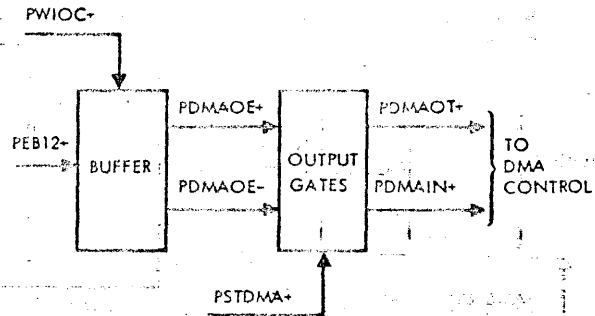 PWIOC+
PEB12+
BUFFER
PDMAOE+
PDMAOE-
OUTPUT
GATES
PDMAOT+
PDMAIN+
TO
DMA
CONTROL
PSTDMA+